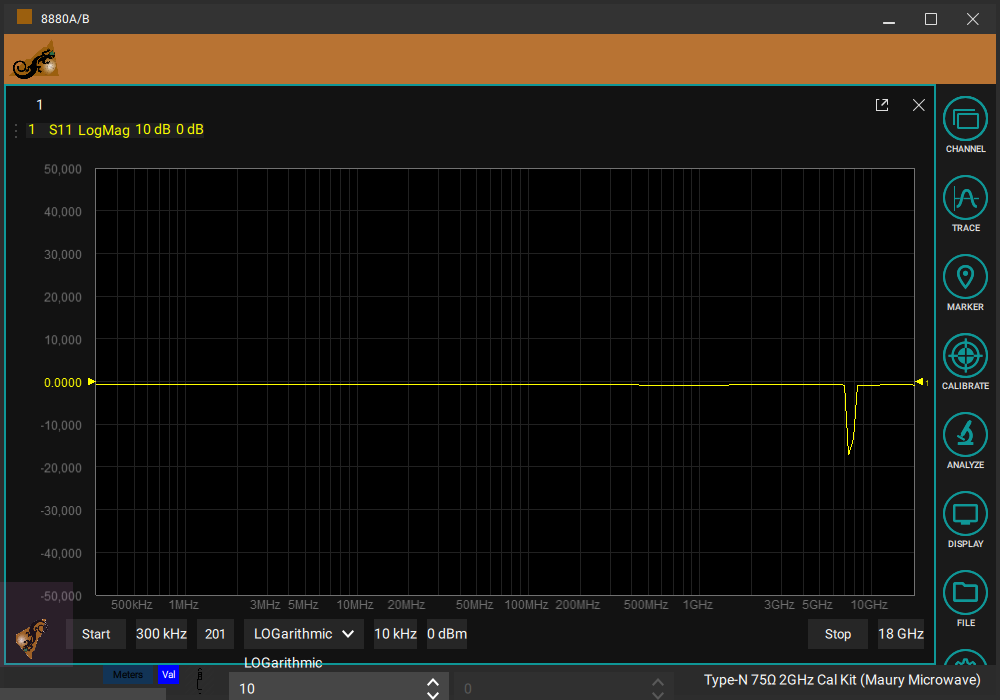 8880A/B
1
1 S11 LogMag 10 dB 0 dB
50,000
40,000
30,000
20,000
10,000
0.0000
1
-10,000
-20,000
-30,000
-40,000
-50,000
500kHz 1MHz 3MHz 5MHz 10MHz 20MHz 50MHz 100MHz 200MHz 500MHz 1GHz 3GHz 5GHz 10GHz
Start 300 kHz 201 LOGarithmic 10 kHz 0 dBm Stop 18 GHz
LOGarithmic
Meters Val
10 0
Type-N 75Ω 2GHz Cal Kit (Maury Microwave)
CHANNEL
TRACE
MARKER
CALIBRATE
ANALYZE
DISPLAY
FILE